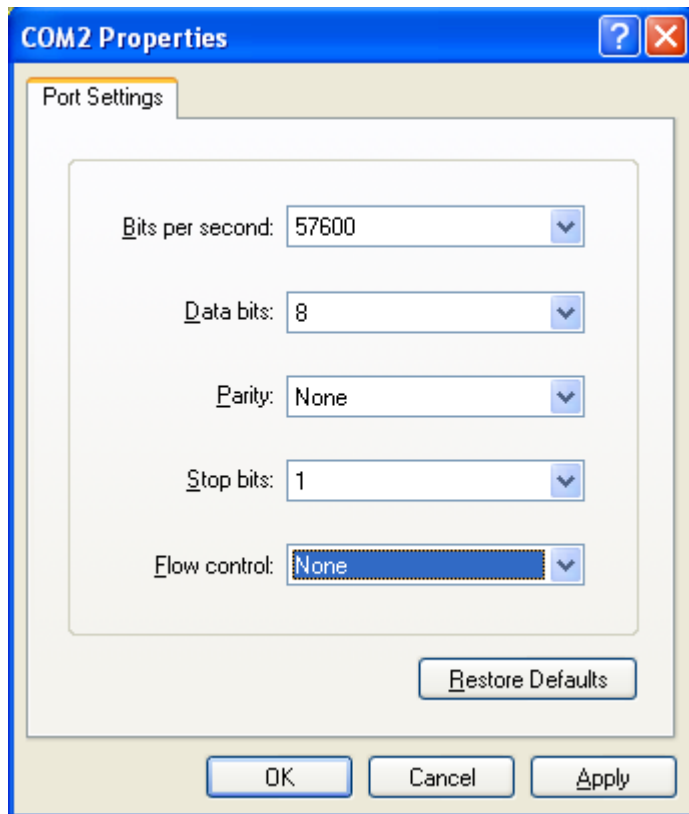 COM2 Properties
Port Settings
Bits per second: 57600
Data bits: 8
Parity: None
Stop bits: 1
Flow control: None
Restore Defaults
OK Cancel Apply